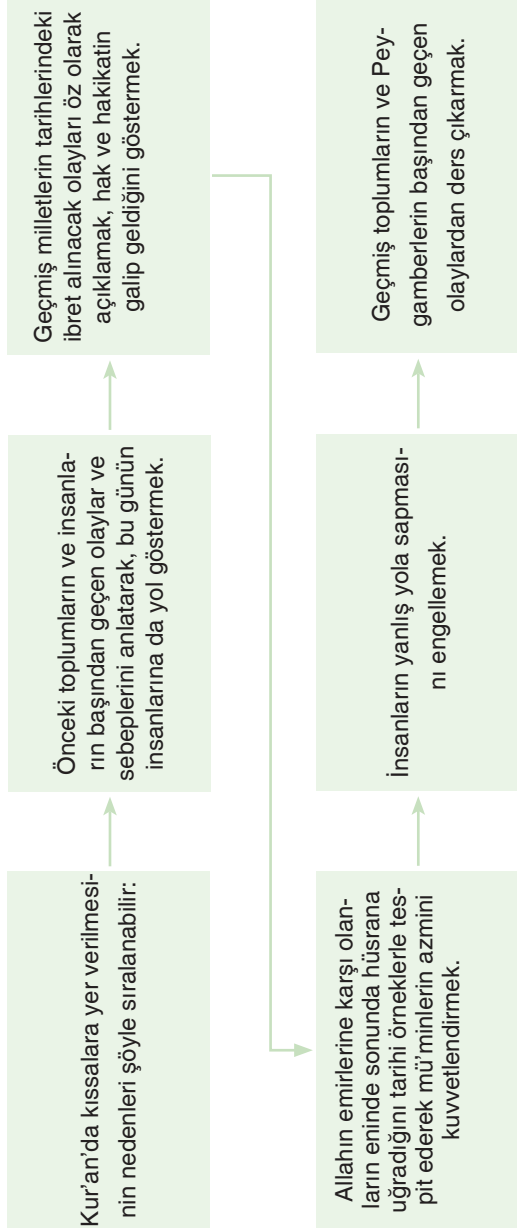 Kur’an’da kıssalara yer verilmesi-
nin nedenleri şöyle sıralanabilir:
Önceki toplumların ve insanla-
rın başından geçen olaylar ve
sebeplerini anlatarak, bu günün
insanlarına da yol göstermek.
Geçmiş milletlerin tarihlerindeki
ibret alınacak olayları öz olarak
açıklamak, hak ve hakikatin
galip geldiğini göstermek.
Allahın emirlerine karşı olan-
ların eninde sonunda hüsrana
uğradığını tarihi örneklerle tes-
pit ederek mü’minlerin azmini
kuvvetlendirmek.
İnsanların yanlış yola sapması-
nı engellemek.
Geçmiş toplumların ve Pey-
gamberlerin başından geçen
olaylardan ders çıkarmak.